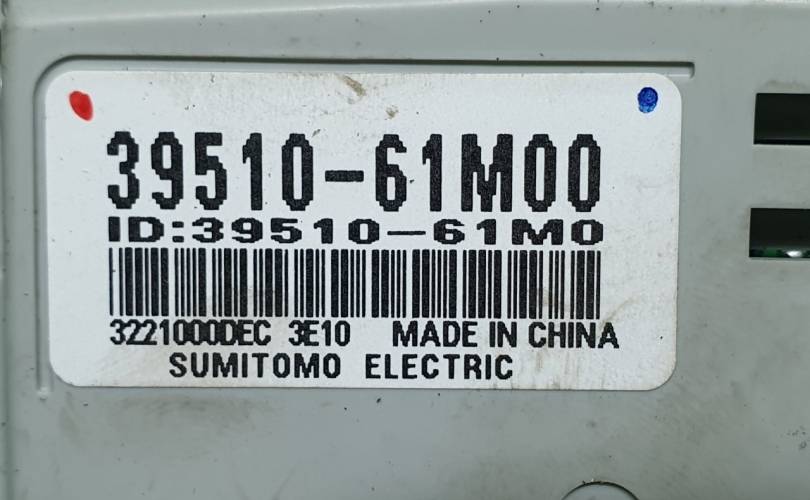 39510-61M00
ID:39510-61M0
3221000DEC 3E10 MADE IN CHINA
SUMITOMO ELECTRIC